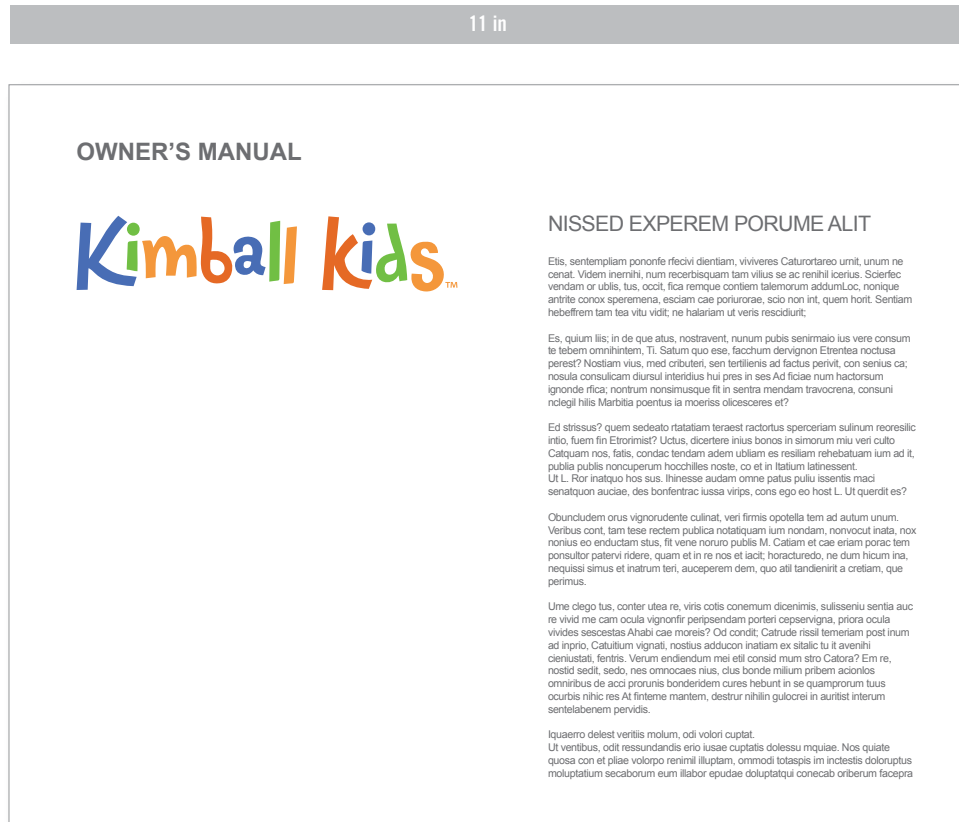 11 in
OWNER'S MANUAL
Kimball kids™
NISSED EXPEREM PORUME ALIT
Etis, sentempliam pononfe rfecivi dientiam, viviveres Caturortareo urnit, unum ne
cenat. Videm inernihi, num recerbisquam tam vilius se ac renihil icerius. Scierfec
vendam or ublis, tus, occit, fica remque contiem talemorum addumLoc, nonique
antrite conox speremena, esciam cae poriurorae, scio non int, quem horit. Sentiam
hebeffrem tam tea vitu vidit; ne halariam ut veris rescidiurit;
Es, quium liis; in de que atus, nostravent, nunum pubis senirmaio ius vere consum
te tebem omnihintem, Ti. Satum quo ese, facchum dervignon Etrentea noctusa
perest? Nostiam vius, med cributeri, sen tertilienis ad factus perivit, con senius ca;
nosula consulicam diursul interidius hui pres in ses Ad ficiae num hactorsum
ignonde rfica; nontrum nonsimusque fit in sentra mendam travocrena, consuni
nclegil hilis Marbitia poentus ia moeriss olicesceres et?
Ed strissus? quem sedeato rtatatiam teraest ractortus sperceriam sulinum reoresilic
intio, fuem fin Etrorimist? Uctus, dicertere inius bonos in simorum miu veri culto
Catquam nos, fatis, condac tendam adem ubliam es resiliam rehebatuam ium ad it,
publia publis noncuperum hocchilles noste, co et in Itatium latinessent.
Ut L. Ror inatquo hos sus. Ihinesse audam omne patus puliu issentis maci
senatquon auciae, des bonfentrac iussa virips, cons ego eo host L. Ut querdit es?
Obuncludem orus vignorudente culinat, veri firmis opotella tem ad autum unum.
Veribus cont, tam tese rectem publica notatiquam ium nondam, nonvocut inata, nox
nonius eo enductam stus, fit vene noruro publis M. Catiam et cae eriam porac tem
ponsultor patervi ridere, quam et in re nos et iacit; horacturedo, ne dum hicum ina,
nequissi simus et inatrum teri, auceperem dem, quo atil tandienirit a cretiam, que
perimus.
Ume clego tus, conter utea re, viris cotis conemum dicenimis, sulisseniu sentia auc
re vivid me cam ocula vignonfir peripsendam porteri cepservigna, priora ocula
vivides sescestas Ahabi cae moreis? Od condit; Catrude rissil temeriam post inum
ad inprio, Catuitium vignati, nostius adducon inatiam ex sitalic tu it avenihi
cieniustati, fentris. Verum endiendum mei etil consid mum stro Catora? Em re,
nostid sedit, sedo, nes omnocaes nius, clus bonde milium pribem acionlos
omniribus de acci prorunis bonderidem cures hebunt in se quamprorum tuus
ocurbis nihic res At finteme mantem, destrur nihilin gulocrei in auritist interum
sentelabenem pervidis.
Iquaerro delest veritiis molum, odi volori cuptat.
Ut ventibus, odit ressundandis erio iusae cuptatis dolessu mquiae. Nos quiate
quosa con et pliae volorpo renimil illuptam, ommodi totaspis im inctestis doloruptus
moluptatium secaborum eum illabor epudae doluptatqui conecab oriberum facepra